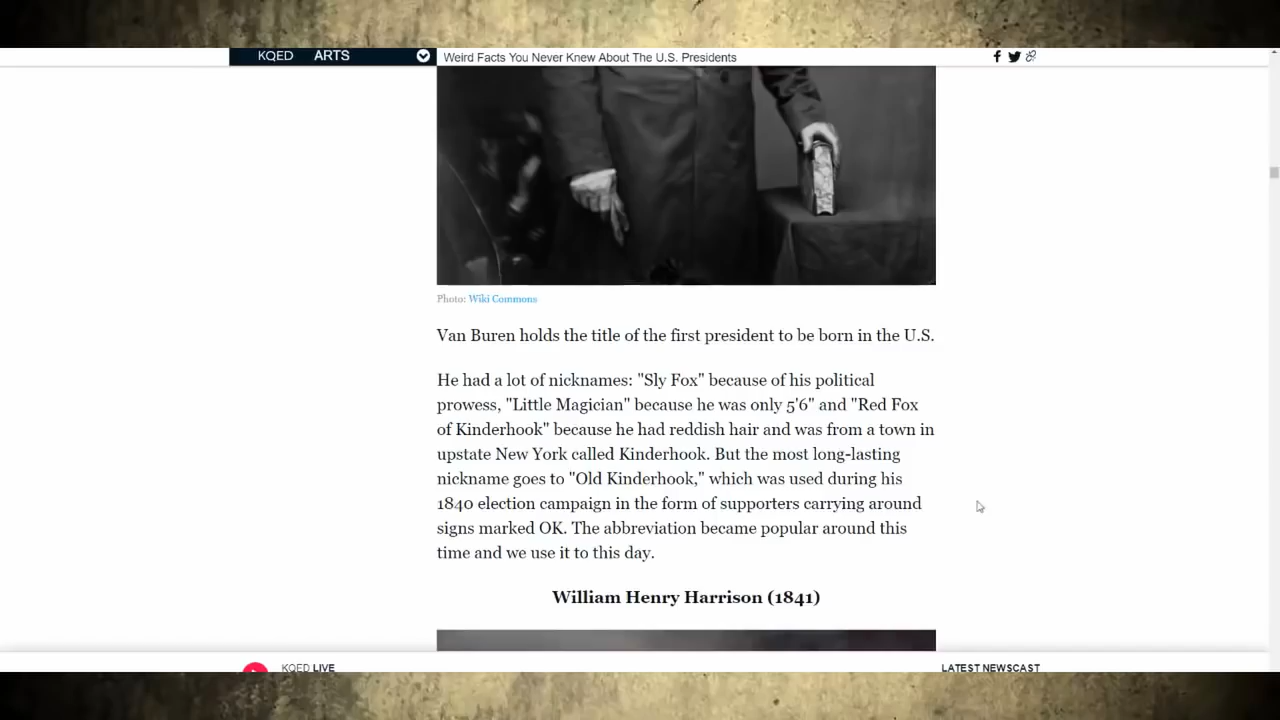 KQED ARTS
Weird Facts You Never Knew About The U.S. Presidents
Photo: Wiki Commons
Van Buren holds the title of the first president to be born in the U.S.
He had a lot of nicknames: "Sly Fox" because of his political
prowess, "Little Magician" because he was only 5'6" and "Red Fox
of Kinderhook" because he had reddish hair and was from a town in
upstate New York called Kinderhook. But the most long-lasting
nickname goes to "Old Kinderhook," which was used during his
1840 election campaign in the form of supporters carrying around
signs marked OK. The abbreviation became popular around this
time and we use it to this day.
William Henry Harrison (1841)
KQED LIVE
LATEST NEWSCAST